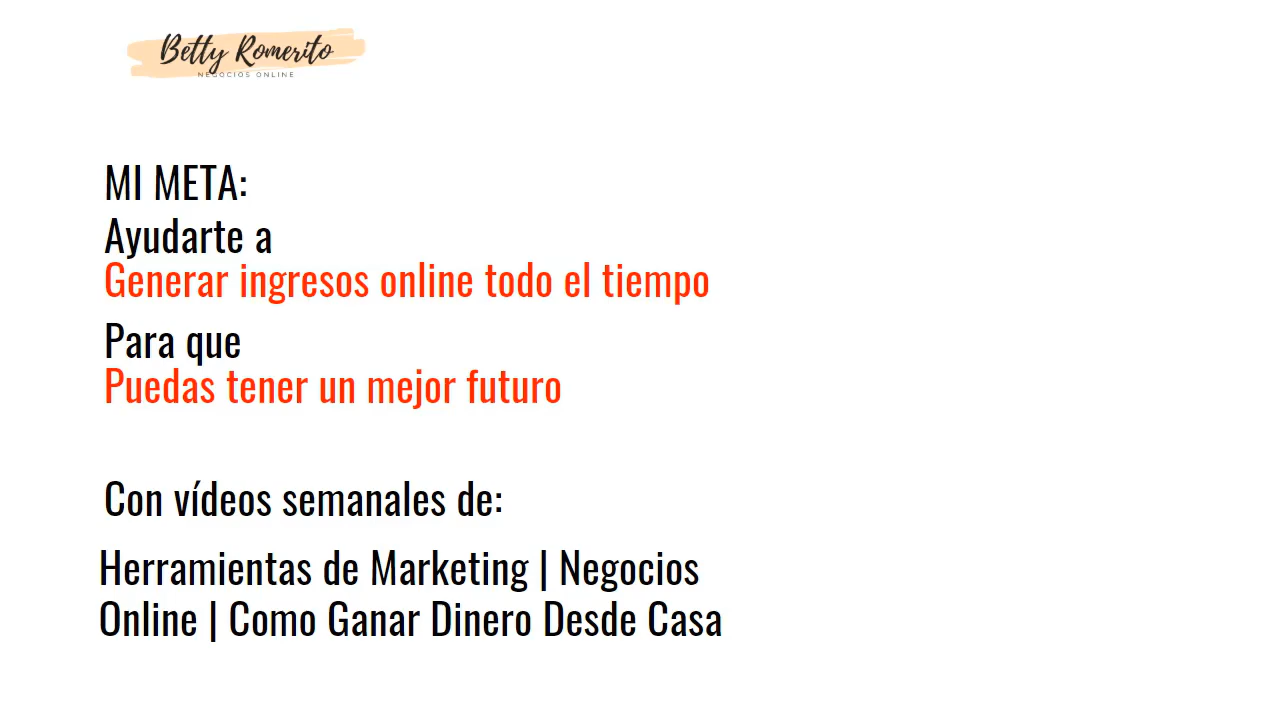 Betty Romerito
NEGOCIOS ONLINE
MI META:
Ayudarte a
Generar ingresos online todo el tiempo
Para que
Puedas tener un mejor futuro
Con vídeos semanales de:
Herramientas de Marketing | Negocios
Online | Como Ganar Dinero Desde Casa